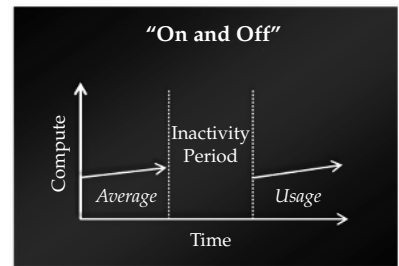 “On and Off”
Compute
Inactivity
Period
Average
Usage
Time